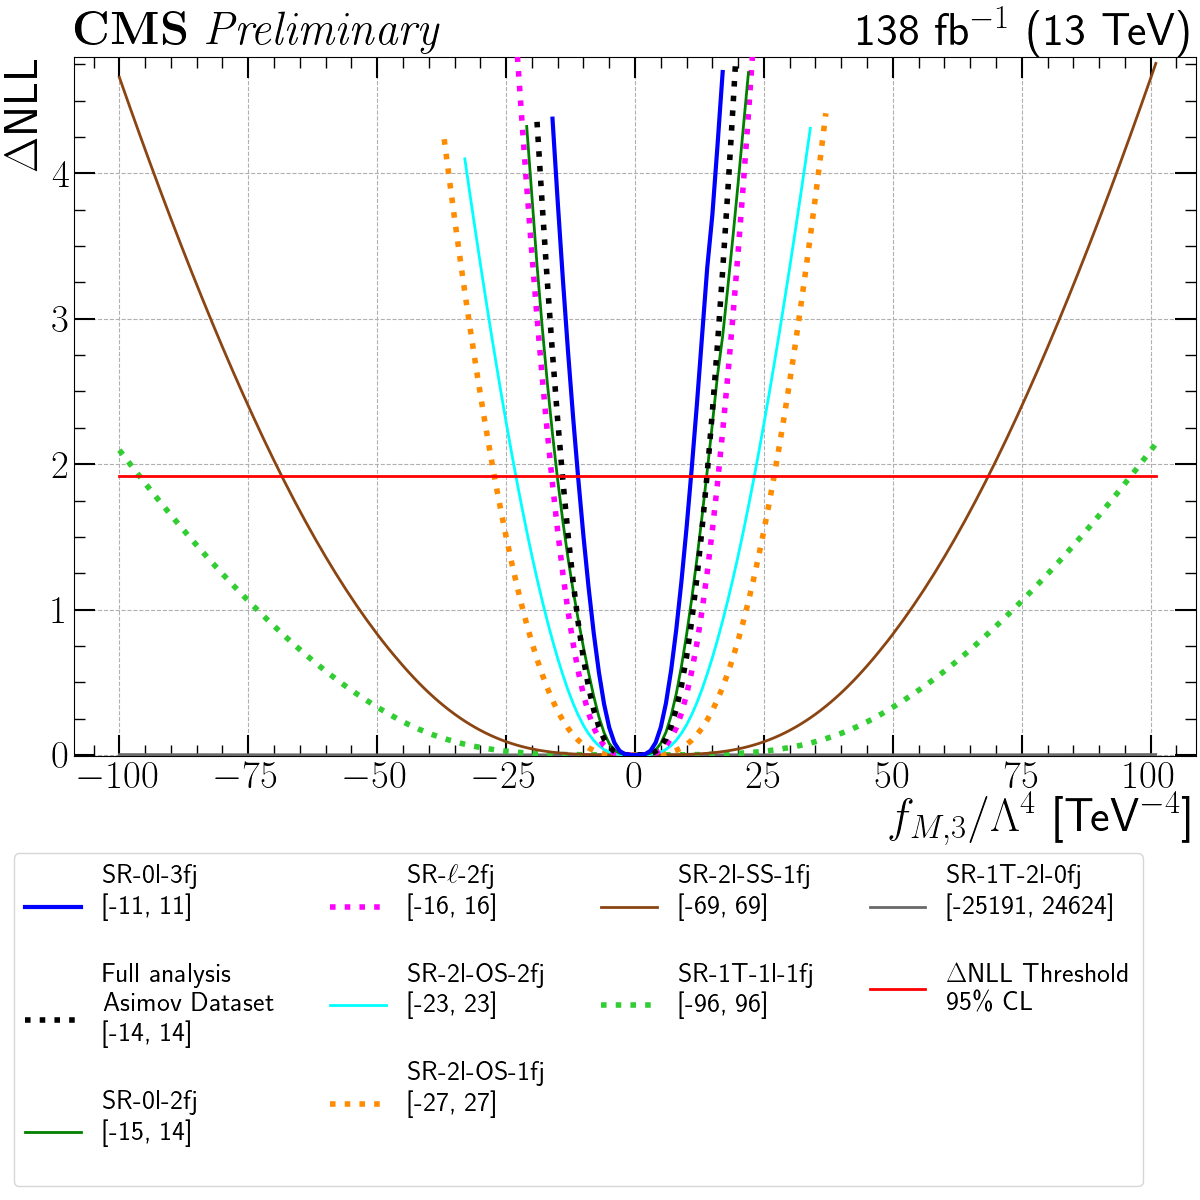 CMS Preliminary
138 fb⁻¹ (13 TeV)
ΔNLL
4
3
2
1
0
−100 −75 −50 −25 0 25 50 75 100
f_{M,3}/Λ⁴ [TeV⁻⁴]
SR-0l-3fj
[-11, 11]
Full analysis
Asimov Dataset
[-14, 14]
SR-0l-2fj
[-15, 14]
SR-ℓ-2fj
[-16, 16]
SR-2l-OS-2fj
[-23, 23]
SR-2l-OS-1fj
[-27, 27]
SR-2l-SS-1fj
[-69, 69]
SR-1T-1l-1fj
[-96, 96]
SR-1T-2l-0fj
[-25191, 24624]
ΔNLL Threshold
95% CL